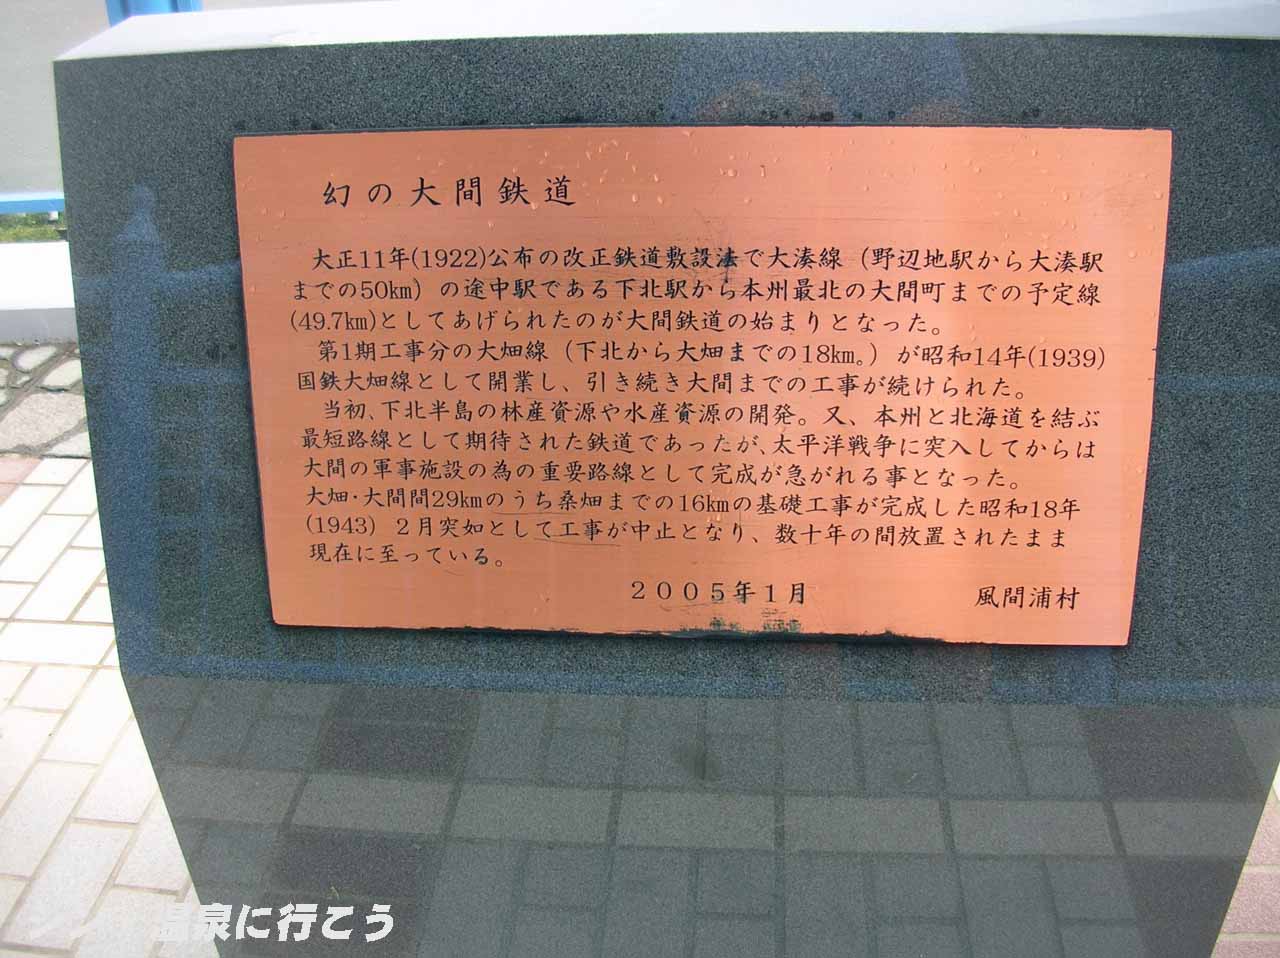 幻の大間鉄道
大正11年(1922)公布の改正鉄道敷設法で大湊線（野辺地駅から大湊駅
までの50km）の途中駅である下北駅から本州最北の大間町までの予定線
(49.7km)としてあげられたのが大間鉄道の始まりとなった。
第1期工事分の大畑線（下北から大畑までの18km。）が昭和14年(1939)
国鉄大畑線として開業し、引き続き大間までの工事が続けられた。
当初、下北半島の林産資源や水産資源の開発。又、本州と北海道を結ぶ
最短路線として期待された鉄道であったが、太平洋戦争に突入してからは
大間の軍事施設の為の重要路線として完成が急がれる事となった。
大畑・大間間29kmのうち桑畑までの16kmの基礎工事が完成した昭和18年
(1943) 2月突如として工事が中止となり、数十年の間放置されたまま
現在に至っている。
２００５年１月 風間浦村
温泉に行こう